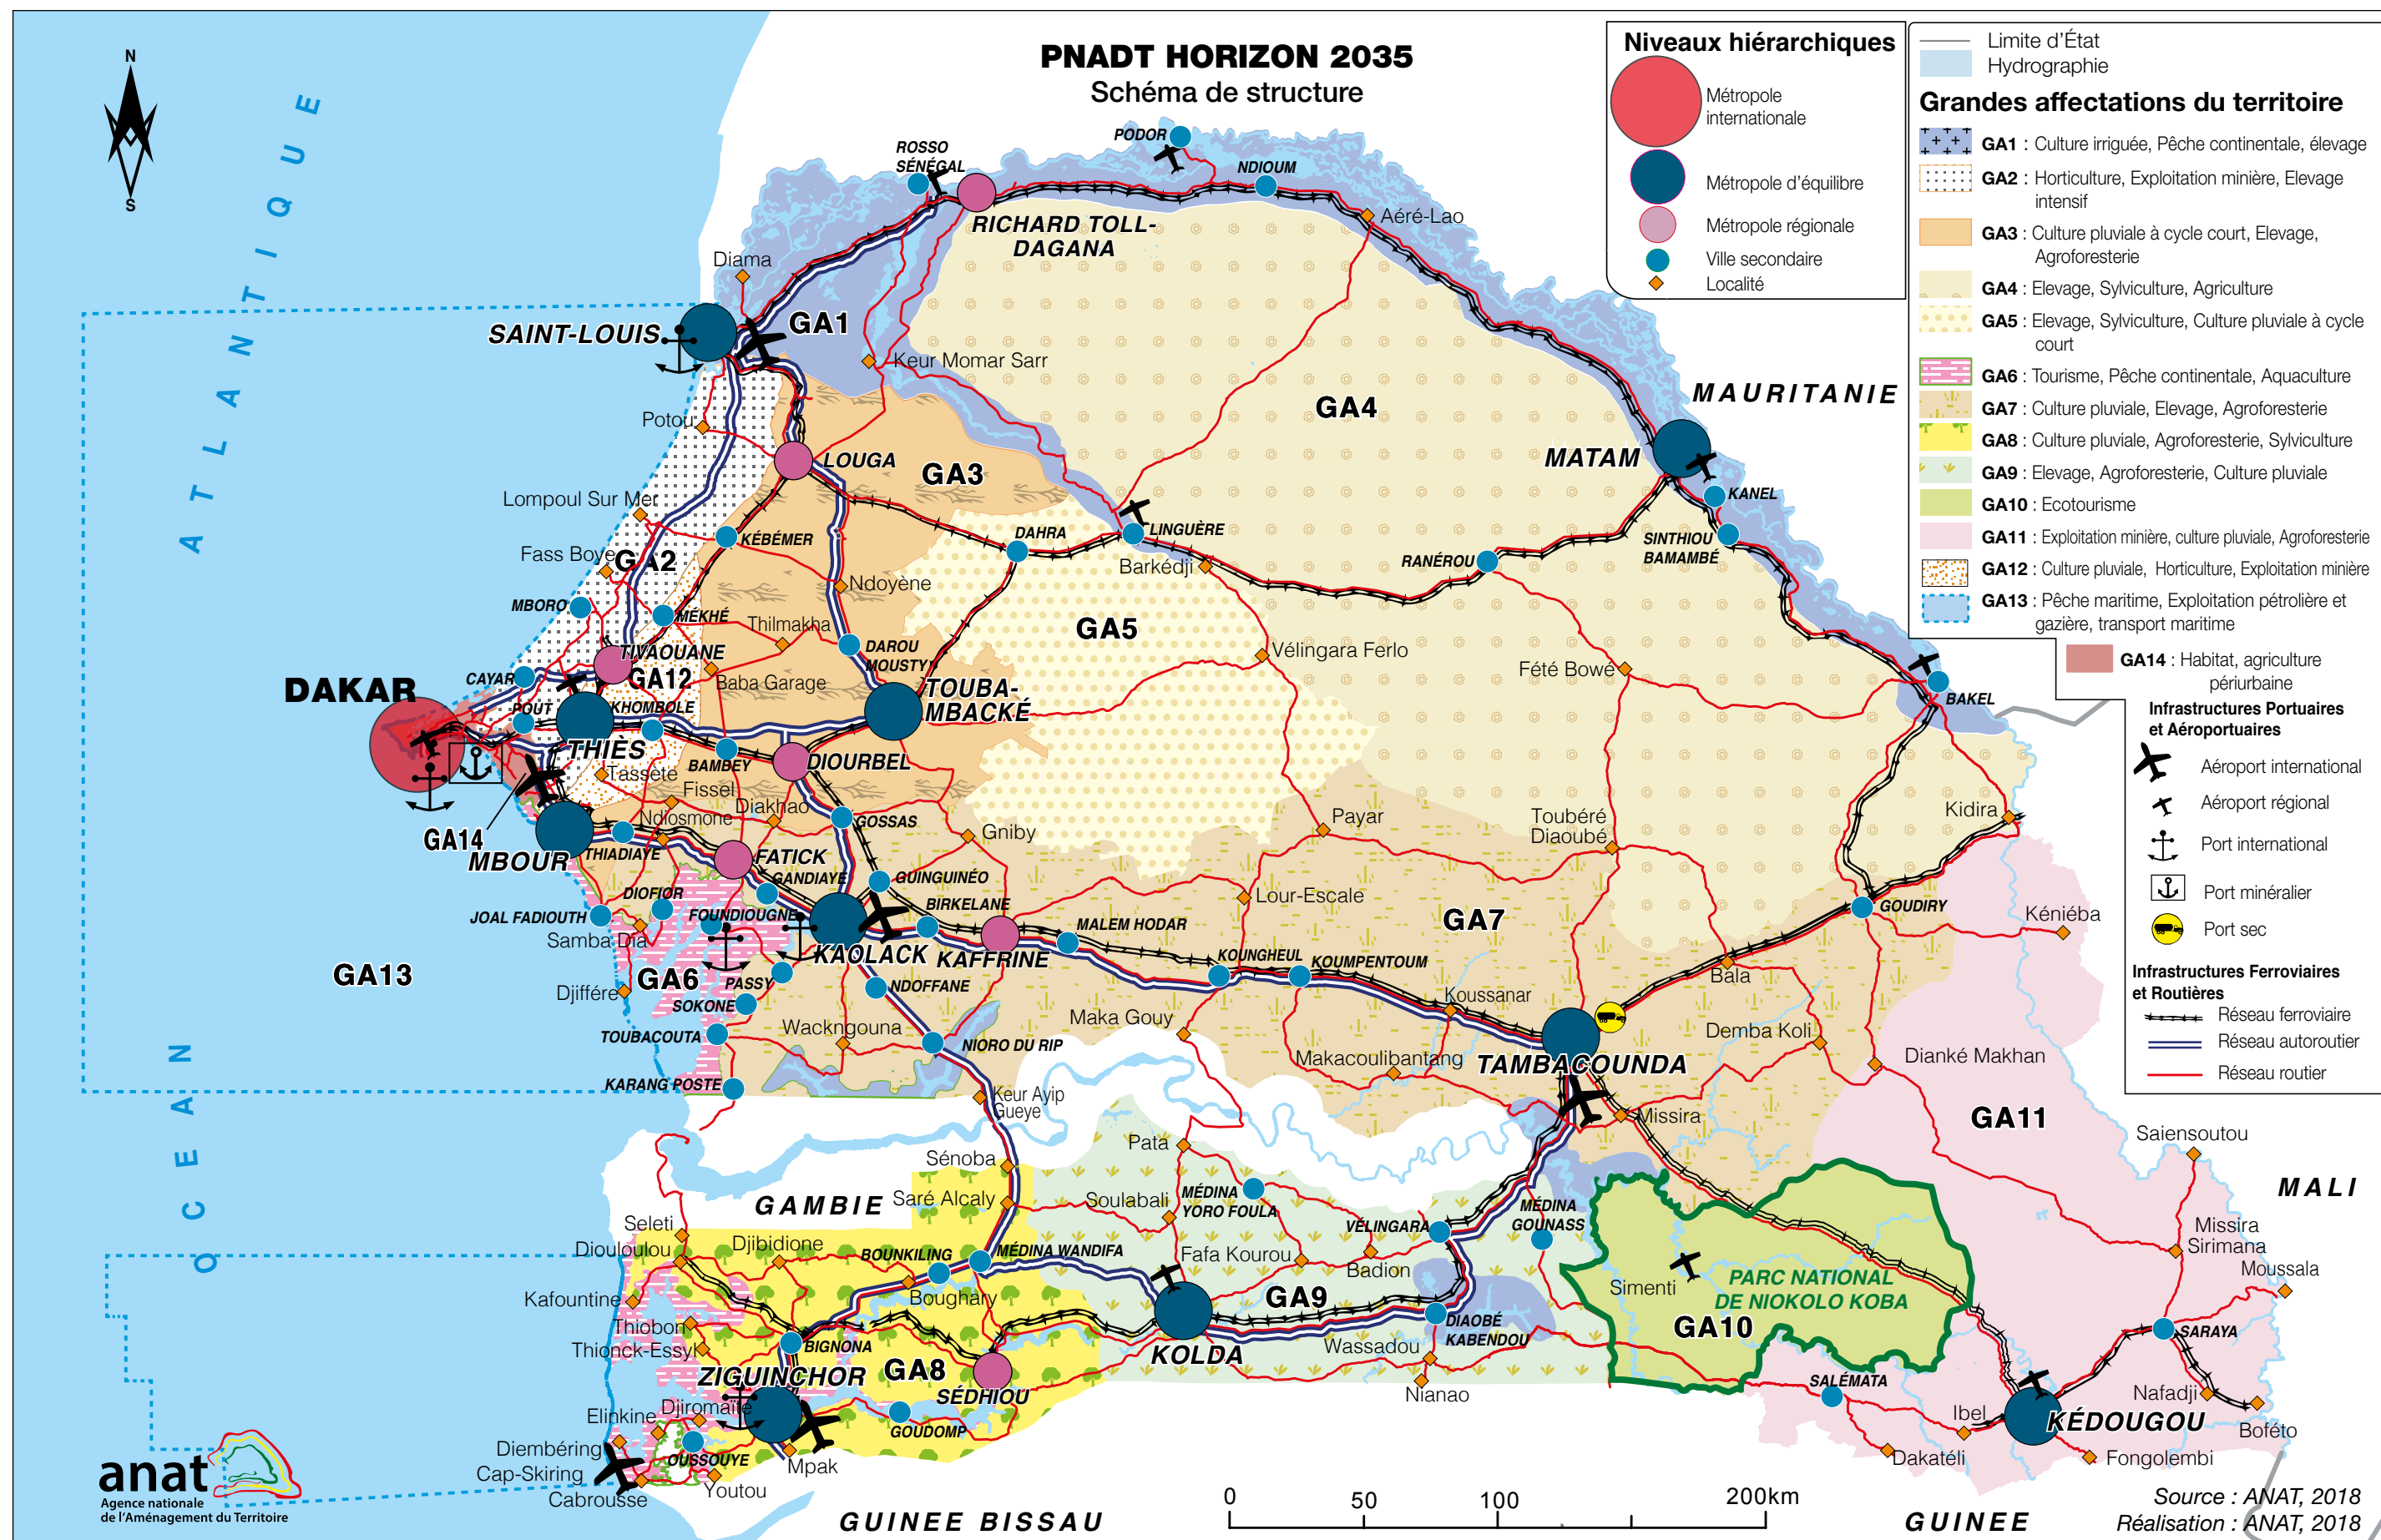 PNADT HORIZON 2035
Schéma de structure
N
S
OCEAN
ATLANTIQUE
Niveaux hiérarchiques
Métropole
internationale
Métropole d'équilibre
Métropole régionale
Ville secondaire
Localité
Limite d'État
Hydrographie
Grandes affectations du territoire
GA1 : Culture irriguée, Pêche continentale, élevage
GA2 : Horticulture, Exploitation minière, Elevage
intensif
GA3 : Culture pluviale à cycle court, Elevage,
Agroforesterie
GA4 : Elevage, Sylviculture, Agriculture
GA5 : Elevage, Sylviculture, Culture pluviale à cycle
court
GA6 : Tourisme, Pêche continentale, Aquaculture
GA7 : Culture pluviale, Elevage, Agroforesterie
GA8 : Culture pluviale, Agroforesterie, Sylviculture
GA9 : Elevage, Agroforesterie, Culture pluviale
GA10 : Ecotourisme
GA11 : Exploitation minière, culture pluviale, Agroforesterie
GA12 : Culture pluviale, Horticulture, Exploitation minière
GA13 : Pêche maritime, Exploitation pétrolière et
gazière, transport maritime
GA14 : Habitat, agriculture
périurbaine
Infrastructures Portuaires
et Aéroportuaires
Aéroport international
Aéroport régional
Port international
Port minéralier
Port sec
Infrastructures Ferroviaires
et Routières
Réseau ferroviaire
Réseau autoroutier
Réseau routier
PODOR
ROSSO
SÉNÉGAL
NDIOUM
Aéré-Lao
RICHARD TOLL-
DAGANA
Diama
SAINT-LOUIS
GA1
Keur Momar Sarr
MAURITANIE
GA4
Potou
LOUGA
GA3
MATAM
KANEL
Lompoul Sur Mer
KÉBÉMER
DAHRA
LINGUÈRE
SINTHIOU
BAMAMBÉ
Fass Boye
GA2
Barkédji
RANÉROU
Ndoyène
MBORO
MÉKHÉ
Thilmakha
GA5
TIVAOUANE
DAROU
MOUSTY
Vélingara Ferlo
Fété Bowé
CAYAR
GA12
Baba Garage
DAKAR
TOUBA-
MBACKÉ
BAKEL
POUT
KHOMBOLE
THIÈS
BAMBEY
DIOURBEL
Tassete
Fissel
Diakhao
Ndiosmone
GOSSAS
Gniby
Payar
Toubéré
Diaoubé
Kidira
GA14
MBOUR
THIADIAYE
FATICK
GANDIAYE
GUINGUINÉO
DIOFIOR
BIRKELANE
Lour-Escale
GA7
GOUDIRY
Kéniéba
JOAL FADIOUTH
FOUNDIOUGNE
MALEM HODAR
Samba Dia
KAOLACK
KAFFRINE
KOUNGHEUL
KOUMPENTOUM
Bala
GA13
GA6
PASSY
NDOFFANE
Djifféré
SOKONE
Koussanar
Maka Gouy
Wackngouna
TOUBACOUTA
NIORO DU RIP
Demba Koli
Makacoulibantang
TAMBACOUNDA
Dianké Makhan
KARANG POSTE
Keur Ayip
Gueye
Missira
GA11
Pata
Saiensoutou
Sénoba
GAMBIE
Saré Alcaly
Soulabali
MÉDINA
YORO FOULA
MALI
Seleti
MÉDINA
GOUNASS
Diouloulou
Djibidione
BOUNKILING
MÉDINA WANDIFA
VÉLINGARA
Missira
Sirimana
Fafa Kourou
Badion
Moussala
Kafountine
Boughary
GA9
Simenti
PARC NATIONAL
DE NIOKOLO KOBA
GA10
Thiobon
Thionck-Essyl
BIGNONA
DIAOBÉ
KABENDOU
SARAYA
KOLDA
Wassadou
ZIGUINCHOR
GA8
SÉDHIOU
Nianao
SALÉMATA
Nafadji
Djiromaïte
Elinkine
GOUDOMP
Ibel
KÉDOUGOU
Boféto
Diembéring
Cap-Skiring
OUSSOUYE
Mpak
Dakatéli
Fongolembi
Cabrousse
Youtou
anat
Agence nationale
de l'Aménagement du Territoire
0 50 100 200km
GUINEE BISSAU
GUINEE
Source : ANAT, 2018
Réalisation : ANAT, 2018